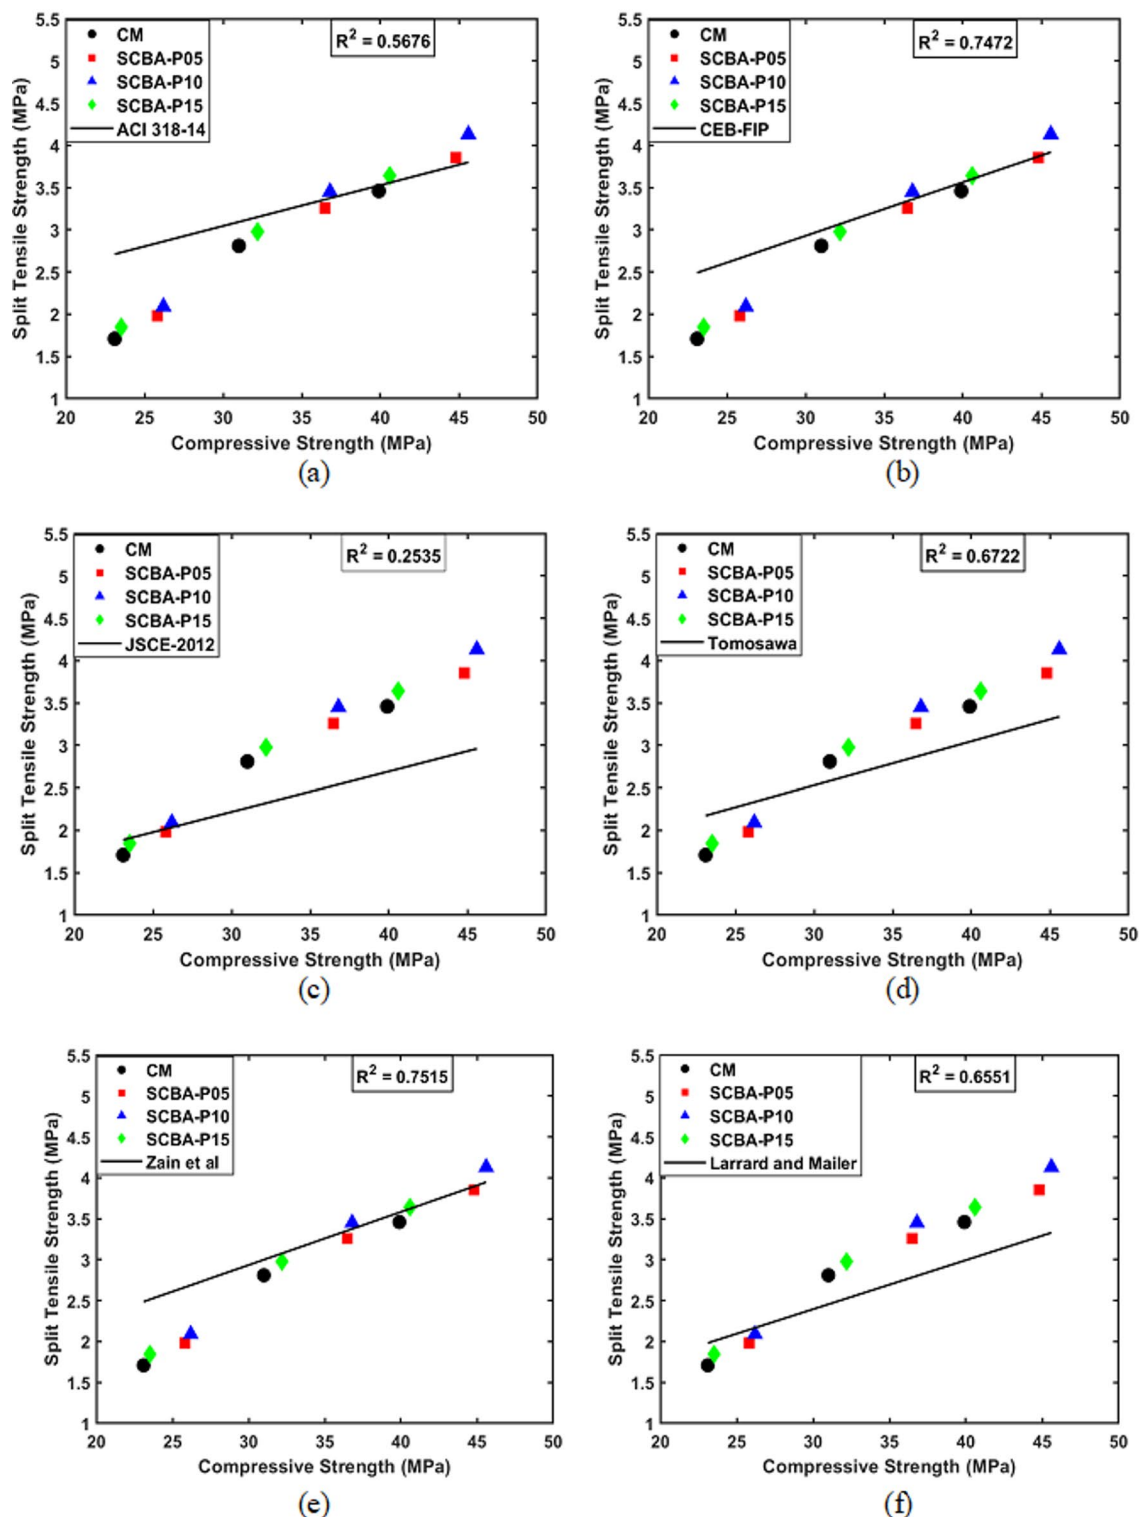 CM
SCBA-P05
SCBA-P10
SCBA-P15
ACI 318-14
R² = 0.5676
5.5
5
4.5
4
3.5
3
2.5
2
1.5
1
Split Tensile Strength (MPa)
20 25 30 35 40 45 50
Compressive Strength (MPa)
(a)
CM
SCBA-P05
SCBA-P10
SCBA-P15
CEB-FIP
R² = 0.7472
5.5
5
4.5
4
3.5
3
2.5
2
1.5
1
Split Tensile Strength (MPa)
20 25 30 35 40 45 50
Compressive Strength (MPa)
(b)
CM
SCBA-P05
SCBA-P10
SCBA-P15
JSCE-2012
R² = 0.2535
5.5
5
4.5
4
3.5
3
2.5
2
1.5
1
Split Tensile Strength (MPa)
20 25 30 35 40 45 50
Compressive Strength (MPa)
(c)
CM
SCBA-P05
SCBA-P10
SCBA-P15
Tomosawa
R² = 0.6722
5.5
5
4.5
4
3.5
3
2.5
2
1.5
1
Split Tensile Strength (MPa)
20 25 30 35 40 45 50
Compressive Strength (MPa)
(d)
CM
SCBA-P05
SCBA-P10
SCBA-P15
Zain et al
R² = 0.7515
5.5
5
4.5
4
3.5
3
2.5
2
1.5
1
Split Tensile Strength (MPa)
20 25 30 35 40 45 50
Compressive Strength (MPa)
(e)
CM
SCBA-P05
SCBA-P10
SCBA-P15
Larrard and Mailer
R² = 0.6551
5.5
5
4.5
4
3.5
3
2.5
2
1.5
1
Split Tensile Strength (MPa)
20 25 30 35 40 45 50
Compressive Strength (MPa)
(f)